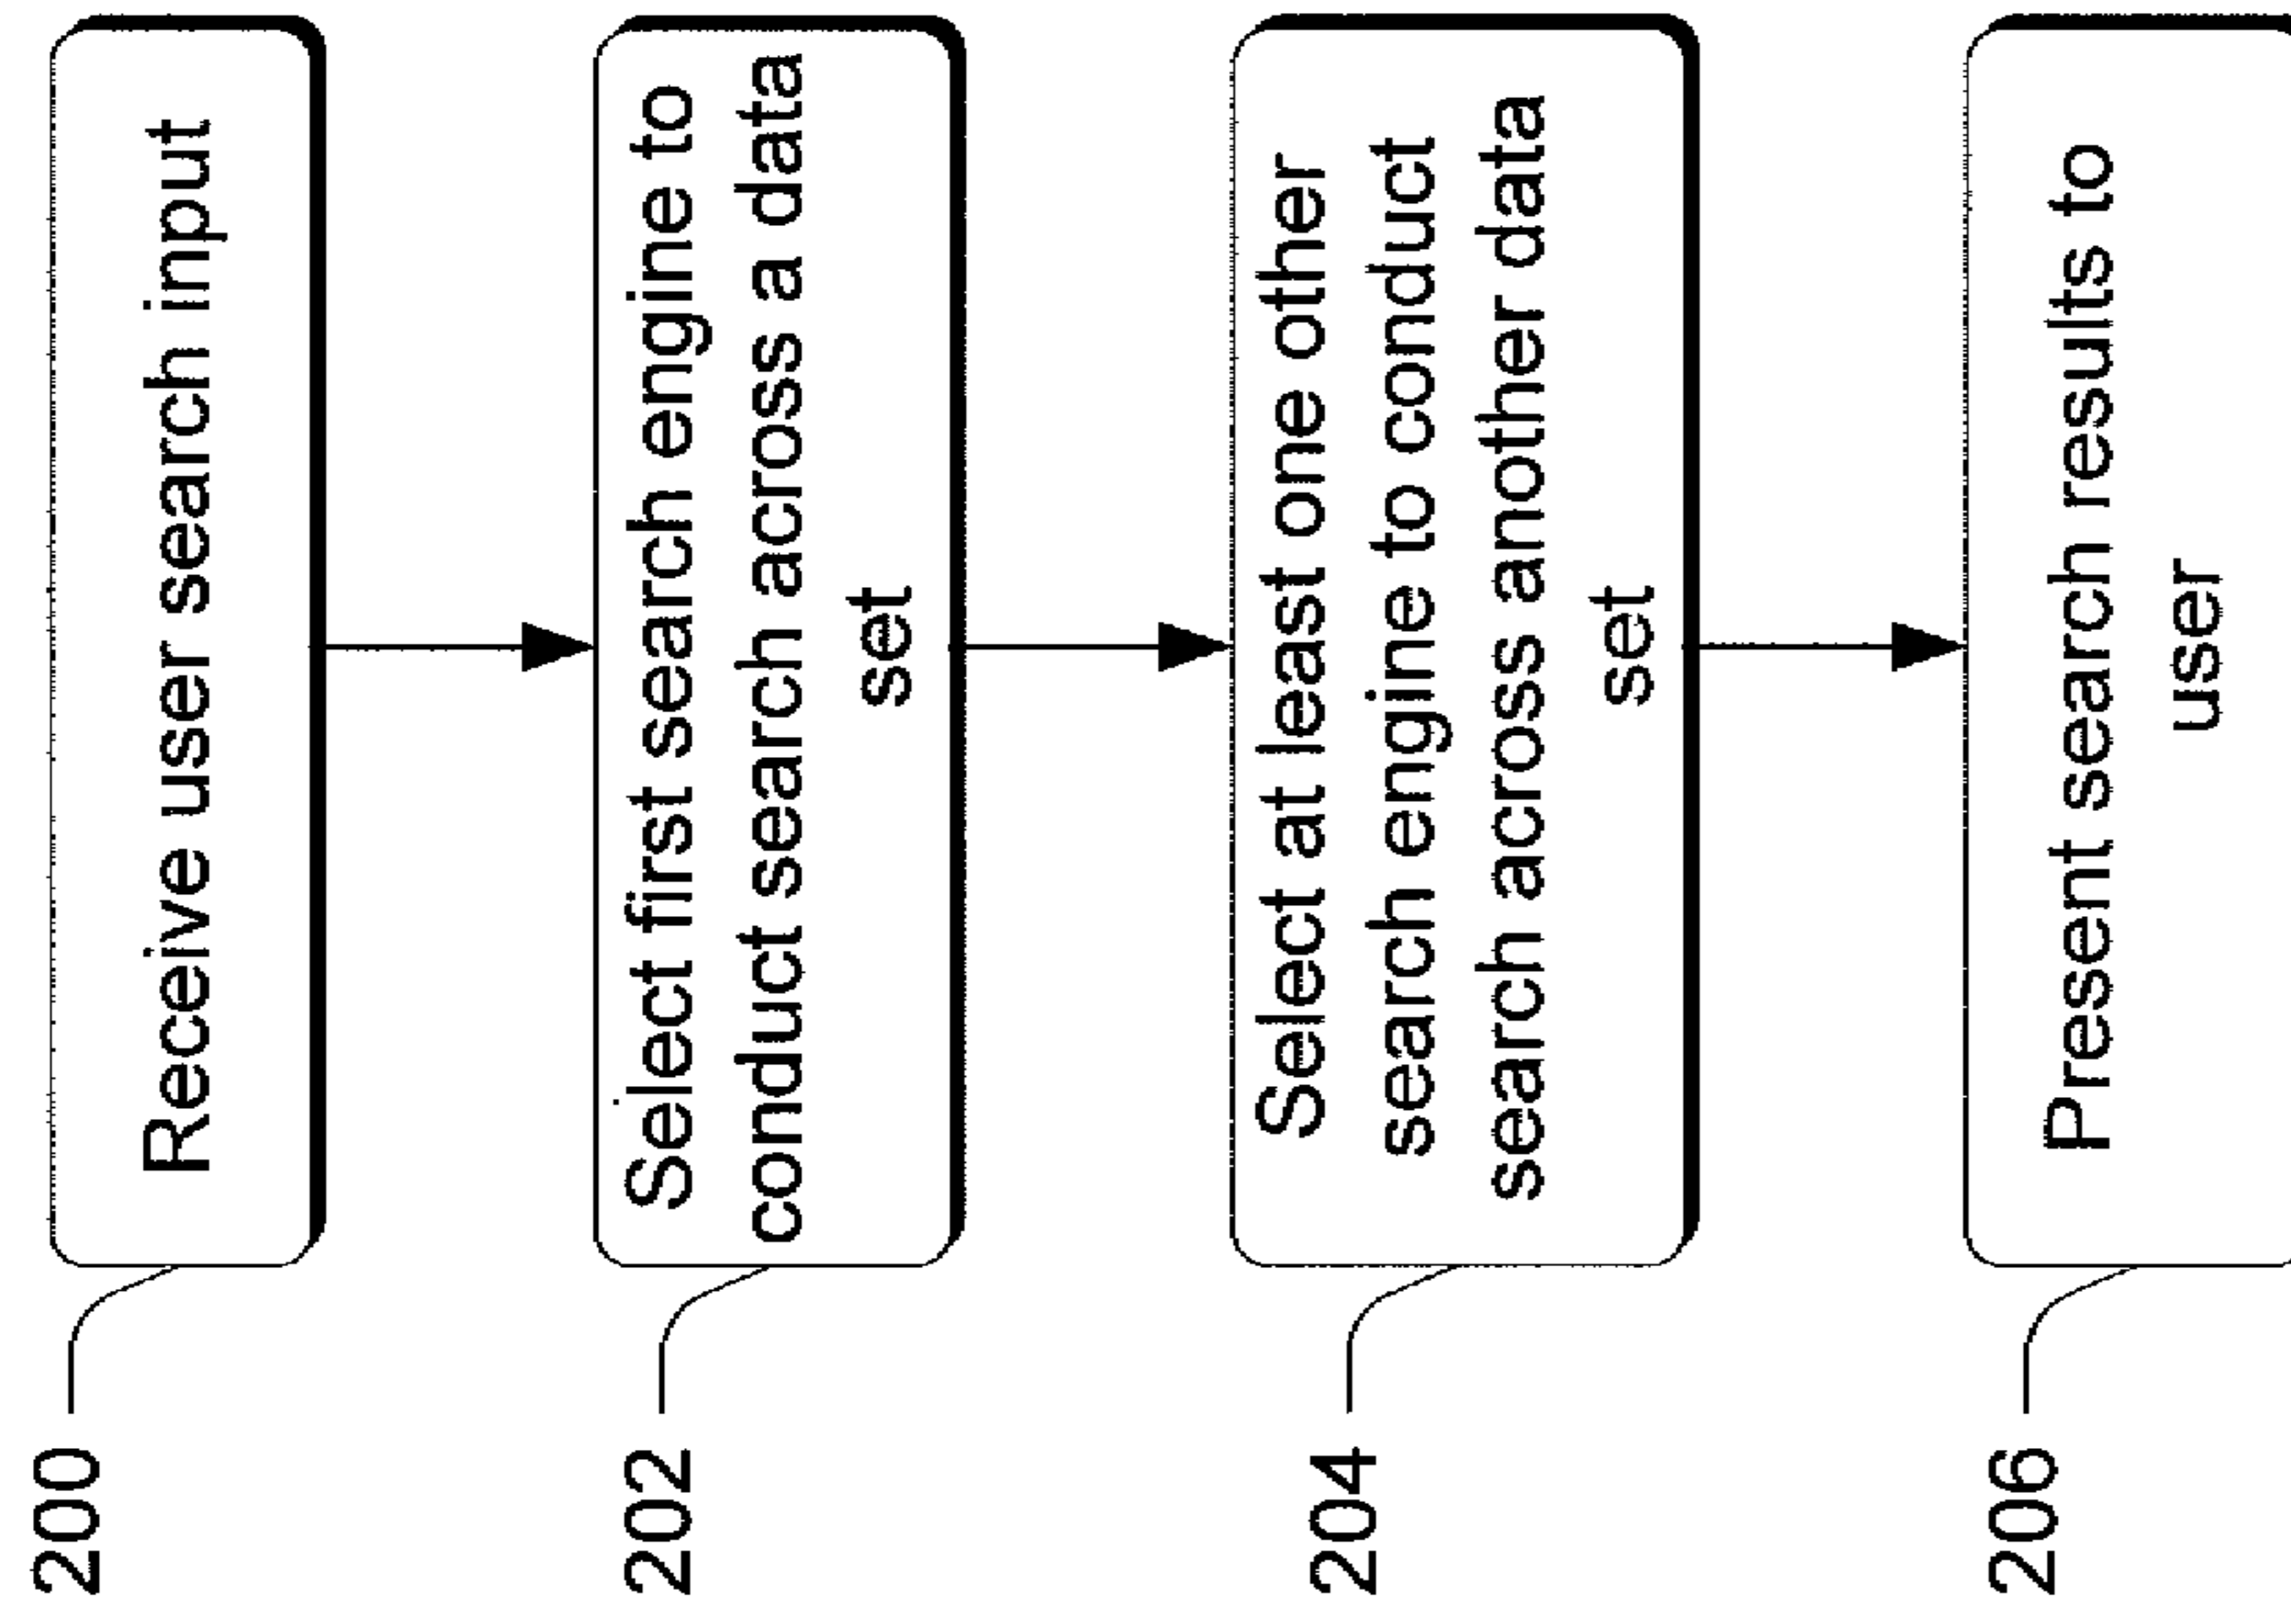 200
Receive user search input
202
Select first search engine to
conduct search across a data
set
204
Select at least one other
search engine to conduct
search across another data
set
206
Present search results to
user